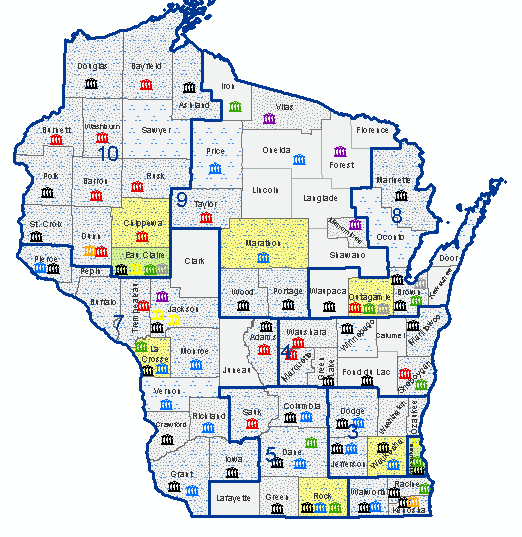 Douglas
Bayfield
Iron
Ashland
Vilas
Burnett
Washburn
Sawyer
Florence
10
Price
Oneida
Forest
Polk
Barron
Rusk
Marinette
Lincoln
Langlade
9
Taylor
8
St. Croix
Dunn
Chippewa
Menominee
Oconto
Marathon
Pierce
Eau Claire
Clark
Shawano
Door
Pepin
Kewaunee
Buffalo
Trempealeau
Jackson
Wood
Portage
Waupaca
Outagamie
Brown
7
Adams
Waushara
Winnebago
Calumet
Manitowoc
La
Crosse
Monroe
Juneau
4
Marquette
Green
Lake
Fond du Lac
Sheboygan
Vernon
Crawford
Richland
Sauk
Columbia
Dodge
Washington
Ozaukee
3
5
Dane
Jefferson
Waukesha
Grant
Iowa
Lafayette
Green
Rock
Walworth
Racine
Kenosha